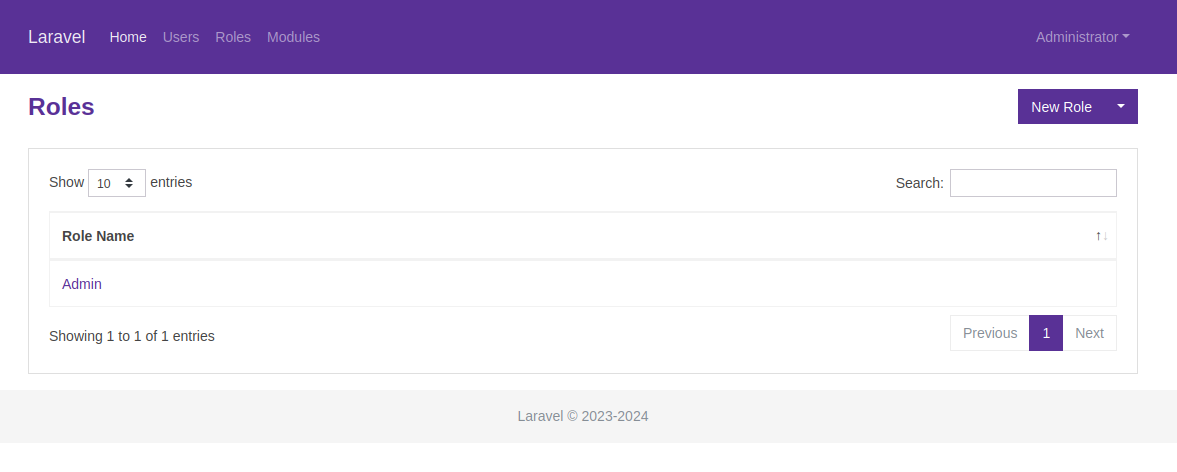 Laravel Home Users Roles Modules Administrator
Roles New Role
Show 10 entries Search:
Role Name ↑↓
Admin
Showing 1 to 1 of 1 entries Previous 1 Next
Laravel © 2023-2024